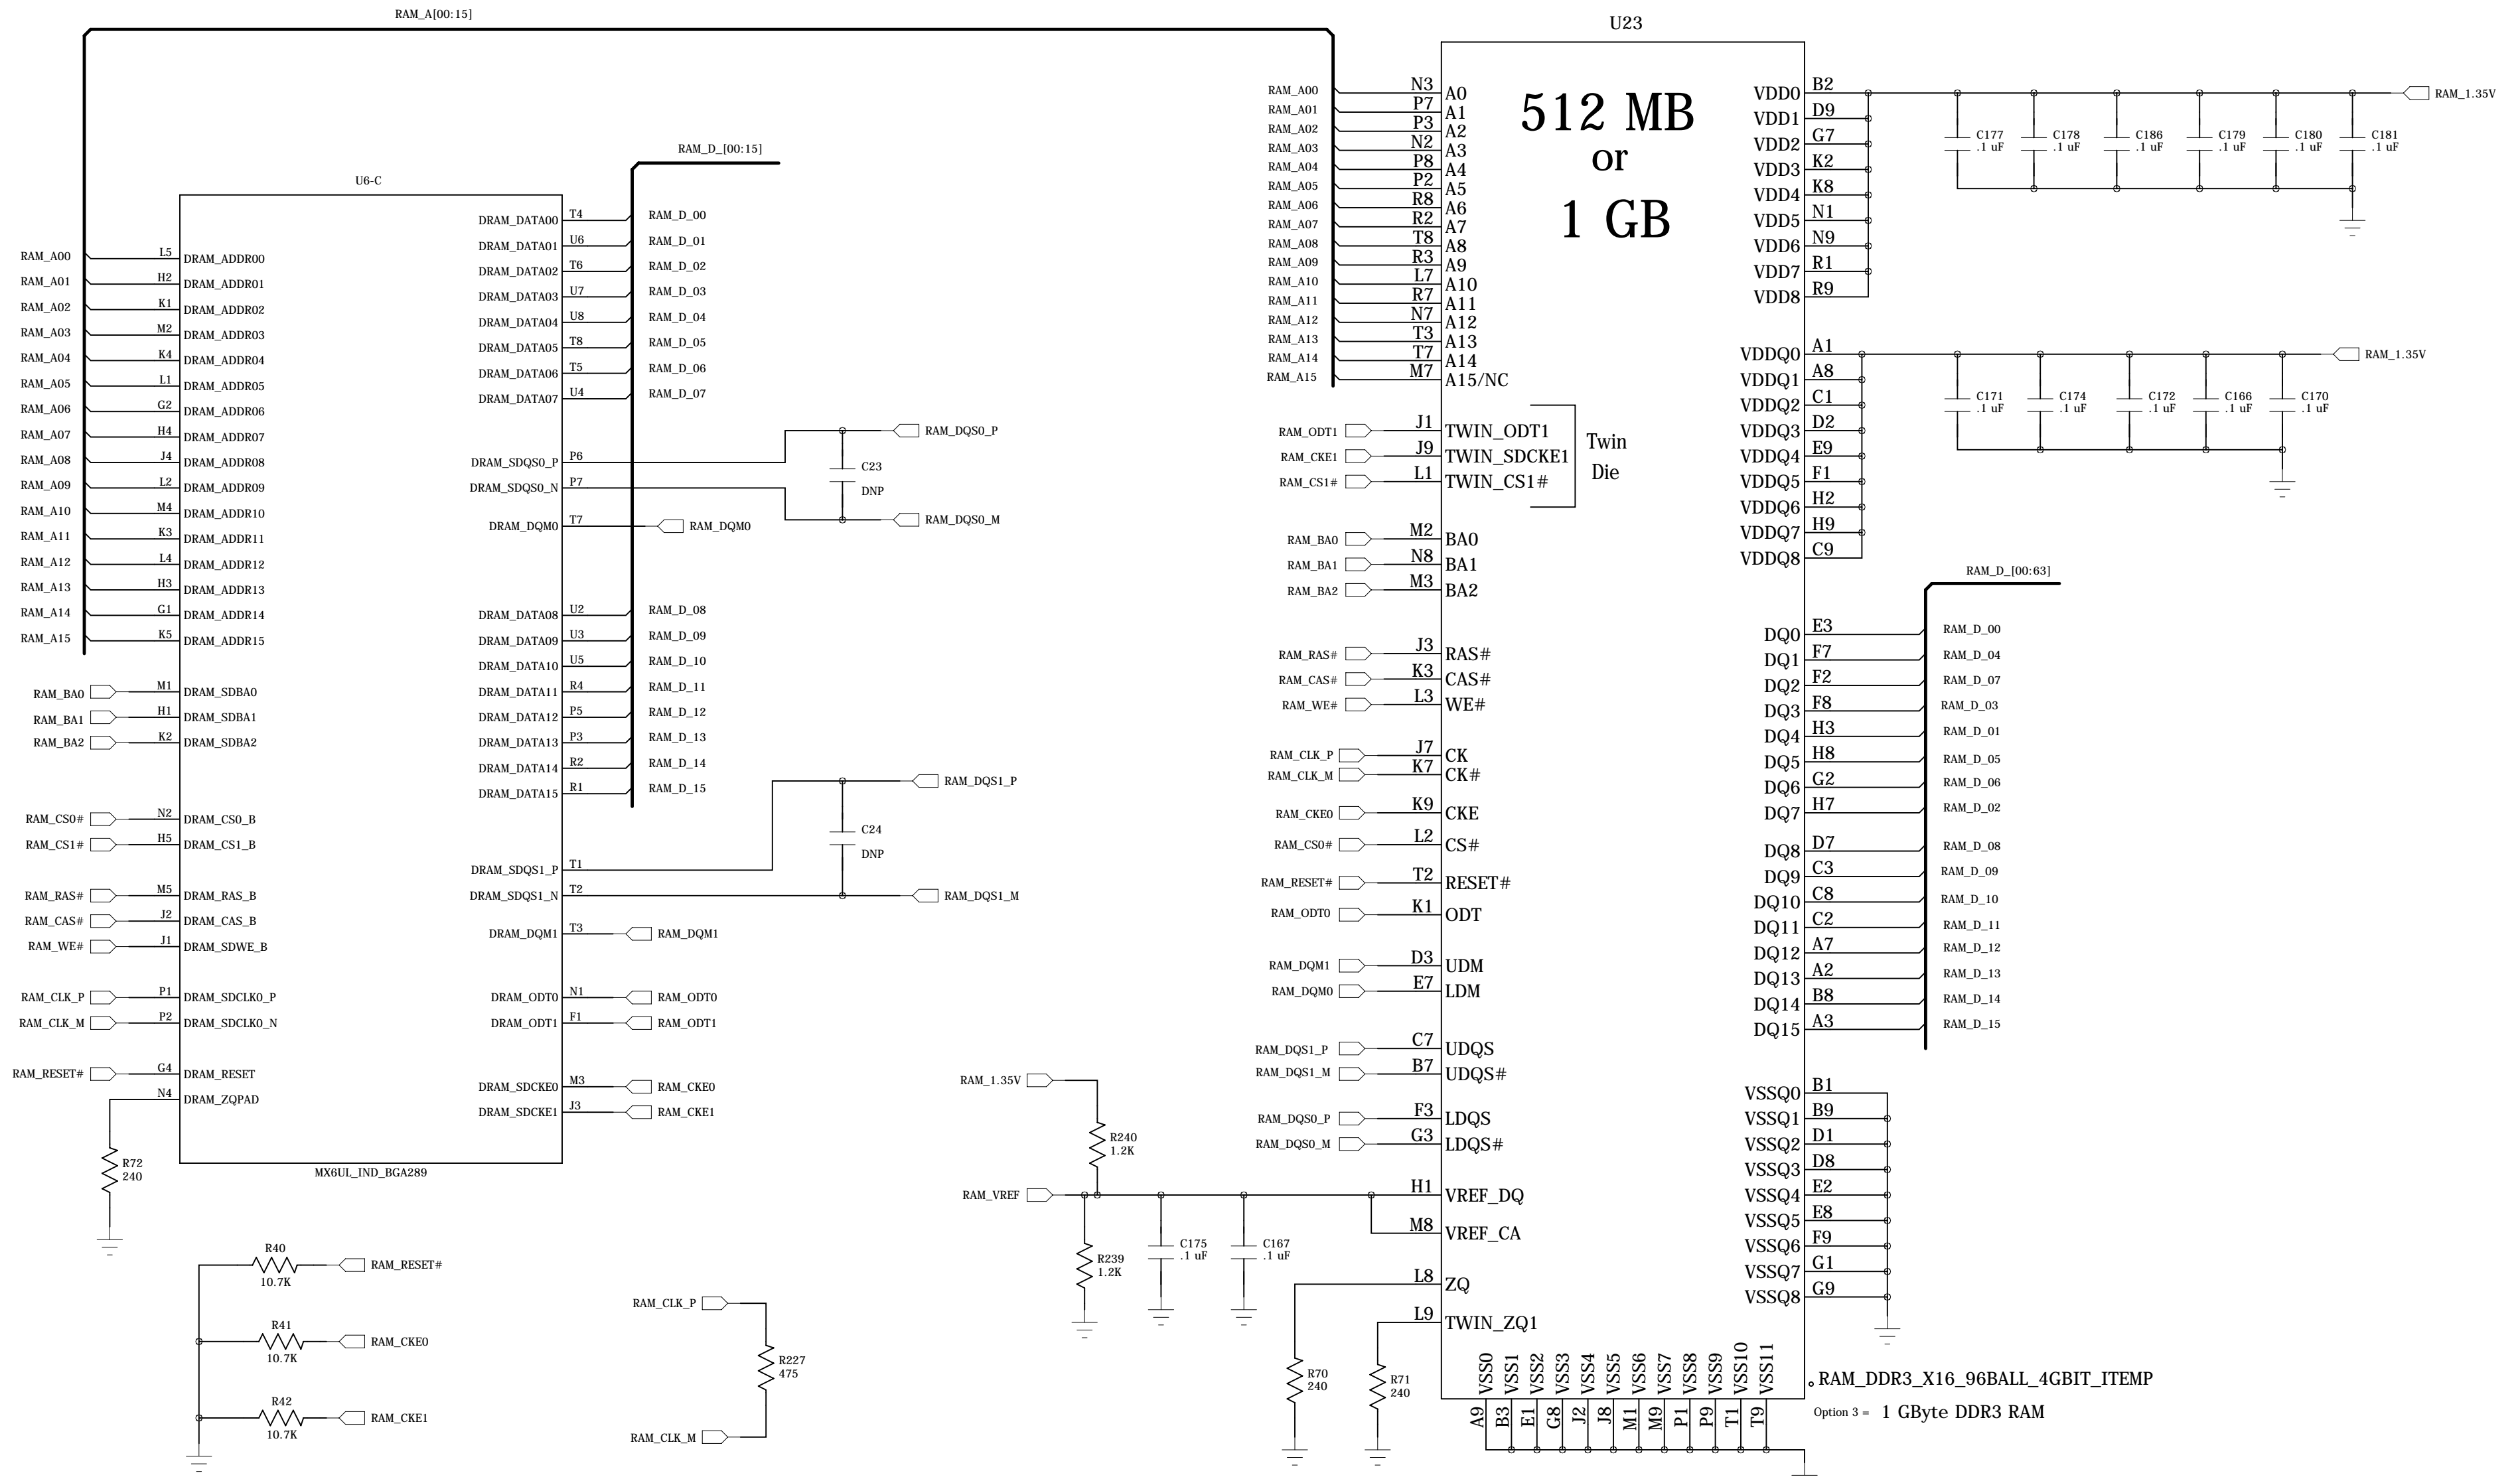 RAM_A[00:15]
U6-C
RAM_A00 L5 DRAM_ADDR00
RAM_A01 H2 DRAM_ADDR01
RAM_A02 K1 DRAM_ADDR02
RAM_A03 M2 DRAM_ADDR03
RAM_A04 K4 DRAM_ADDR04
RAM_A05 L1 DRAM_ADDR05
RAM_A06 G2 DRAM_ADDR06
RAM_A07 H4 DRAM_ADDR07
RAM_A08 J4 DRAM_ADDR08
RAM_A09 L2 DRAM_ADDR09
RAM_A10 M4 DRAM_ADDR10
RAM_A11 K3 DRAM_ADDR11
RAM_A12 L4 DRAM_ADDR12
RAM_A13 H3 DRAM_ADDR13
RAM_A14 G1 DRAM_ADDR14
RAM_A15 K5 DRAM_ADDR15
RAM_BA0 M1 DRAM_SDBA0
RAM_BA1 H1 DRAM_SDBA1
RAM_BA2 K2 DRAM_SDBA2
RAM_CS0# N2 DRAM_CS0_B
RAM_CS1# H5 DRAM_CS1_B
RAM_RAS# M5 DRAM_RAS_B
RAM_CAS# J2 DRAM_CAS_B
RAM_WE# J1 DRAM_SDWE_B
RAM_CLK_P P1 DRAM_SDCLK0_P
RAM_CLK_M P2 DRAM_SDCLK0_N
RAM_RESET# G4 DRAM_RESET
N4 DRAM_ZQPAD
R72
240
RAM_D_[00:15]
DRAM_DATA00 T4 RAM_D_00
DRAM_DATA01 U6 RAM_D_01
DRAM_DATA02 T6 RAM_D_02
DRAM_DATA03 U7 RAM_D_03
DRAM_DATA04 U8 RAM_D_04
DRAM_DATA05 T8 RAM_D_05
DRAM_DATA06 T5 RAM_D_06
DRAM_DATA07 U4 RAM_D_07
DRAM_SDQS0_P P6 RAM_DQS0_P
DRAM_SDQS0_N P7 RAM_DQS0_M
C23
DNP
DRAM_DQM0 T7 RAM_DQM0
DRAM_DATA08 U2 RAM_D_08
DRAM_DATA09 U3 RAM_D_09
DRAM_DATA10 U5 RAM_D_10
DRAM_DATA11 R4 RAM_D_11
DRAM_DATA12 P5 RAM_D_12
DRAM_DATA13 P3 RAM_D_13
DRAM_DATA14 R2 RAM_D_14
DRAM_DATA15 R1 RAM_D_15
DRAM_SDQS1_P T1 RAM_DQS1_P
C24
DNP
DRAM_SDQS1_N T2 RAM_DQS1_M
DRAM_DQM1 T3 RAM_DQM1
DRAM_ODT0 N1 RAM_ODT0
DRAM_ODT1 F1 RAM_ODT1
DRAM_SDCKE0 M3 RAM_CKE0
DRAM_SDCKE1 J3 RAM_CKE1
MX6UL_IND_BGA289
R40
10.7K
RAM_RESET#
R41
10.7K
RAM_CKE0
R42
10.7K
RAM_CKE1
RAM_CLK_P
R227
475
RAM_CLK_M
RAM_1.35V
R240
1.2K
RAM_VREF
R239
1.2K
C175
.1 uF
C167
.1 uF
U23
512 MB
or
1 GB
RAM_A00 N3 A0
RAM_A01 P7 A1
RAM_A02 P3 A2
RAM_A03 N2 A3
RAM_A04 P8 A4
RAM_A05 P2 A5
RAM_A06 R8 A6
RAM_A07 R2 A7
RAM_A08 T8 A8
RAM_A09 R3 A9
RAM_A10 L7 A10
RAM_A11 R7 A11
RAM_A12 N7 A12
RAM_A13 T3 A13
RAM_A14 T7 A14
RAM_A15 M7 A15/NC
RAM_ODT1 J1 TWIN_ODT1
RAM_CKE1 J9 TWIN_SDCKE1
RAM_CS1# L1 TWIN_CS1#
Twin
Die
RAM_BA0 M2 BA0
RAM_BA1 N8 BA1
RAM_BA2 M3 BA2
RAM_RAS# J3 RAS#
RAM_CAS# K3 CAS#
RAM_WE# L3 WE#
RAM_CLK_P J7 CK
RAM_CLK_M K7 CK#
RAM_CKE0 K9 CKE
RAM_CS0# L2 CS#
RAM_RESET# T2 RESET#
RAM_ODT0 K1 ODT
RAM_DQM1 D3 UDM
RAM_DQM0 E7 LDM
RAM_DQS1_P C7 UDQS
RAM_DQS1_M B7 UDQS#
RAM_DQS0_P F3 LDQS
RAM_DQS0_M G3 LDQS#
H1 VREF_DQ
M8 VREF_CA
L8 ZQ
L9 TWIN_ZQ1
R70
240
R71
240
VDD0 B2
VDD1 D9
VDD2 G7
VDD3 K2
VDD4 K8
VDD5 N1
VDD6 N9
VDD7 R1
VDD8 R9
RAM_1.35V
C177
.1 uF
C178
.1 uF
C186
.1 uF
C179
.1 uF
C180
.1 uF
C181
.1 uF
VDDQ0 A1
VDDQ1 A8
VDDQ2 C1
VDDQ3 D2
VDDQ4 E9
VDDQ5 F1
VDDQ6 H2
VDDQ7 H9
VDDQ8 C9
RAM_1.35V
C171
.1 uF
C174
.1 uF
C172
.1 uF
C166
.1 uF
C170
.1 uF
RAM_D_[00:63]
DQ0 E3 RAM_D_00
DQ1 F7 RAM_D_04
DQ2 F2 RAM_D_07
DQ3 F8 RAM_D_03
DQ4 H3 RAM_D_01
DQ5 H8 RAM_D_05
DQ6 G2 RAM_D_06
DQ7 H7 RAM_D_02
DQ8 D7 RAM_D_08
DQ9 C3 RAM_D_09
DQ10 C8 RAM_D_10
DQ11 C2 RAM_D_11
DQ12 A7 RAM_D_12
DQ13 A2 RAM_D_13
DQ14 B8 RAM_D_14
DQ15 A3 RAM_D_15
VSSQ0 B1
VSSQ1 B9
VSSQ2 D1
VSSQ3 D8
VSSQ4 E2
VSSQ5 E8
VSSQ6 F9
VSSQ7 G1
VSSQ8 G9
VSS0 A9
VSS1 B3
VSS2 E1
VSS3 G8
VSS4 J2
VSS5 J8
VSS6 M1
VSS7 M9
VSS8 P1
VSS9 P9
VSS10 T1
VSS11 T9
RAM_DDR3_X16_96BALL_4GBIT_ITEMP
Option 3 = 1 GByte DDR3 RAM